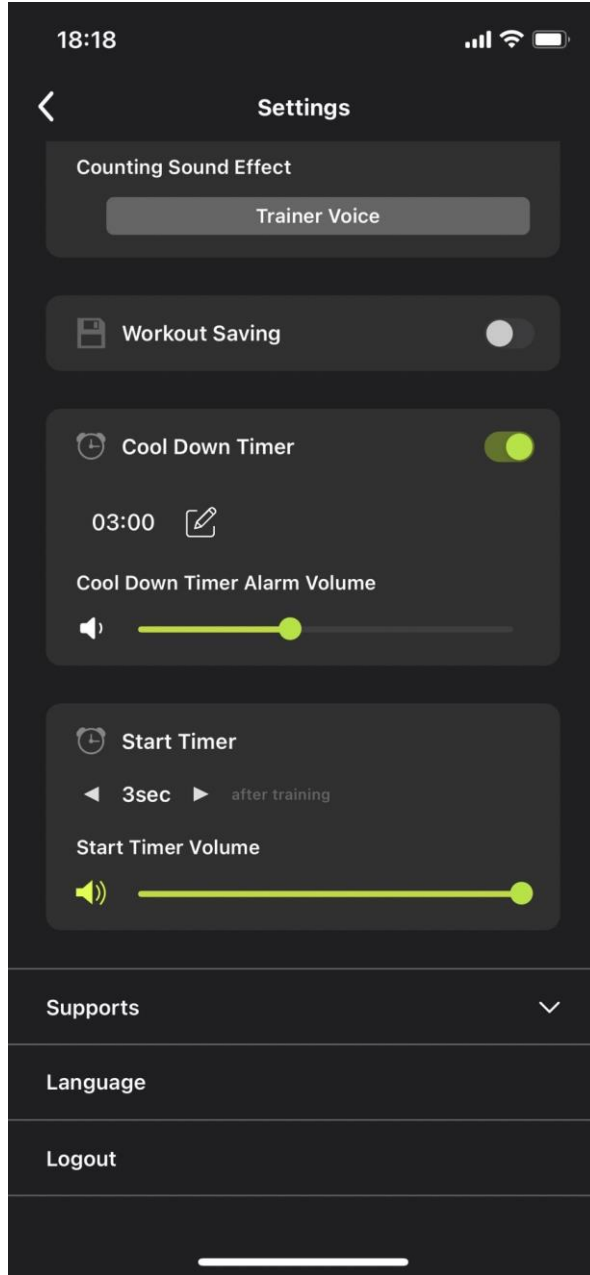 18:18
Settings
Counting Sound Effect
Trainer Voice
Workout Saving
Cool Down Timer
03:00
Cool Down Timer Alarm Volume
Start Timer
3sec after training
Start Timer Volume
Supports
Language
Logout